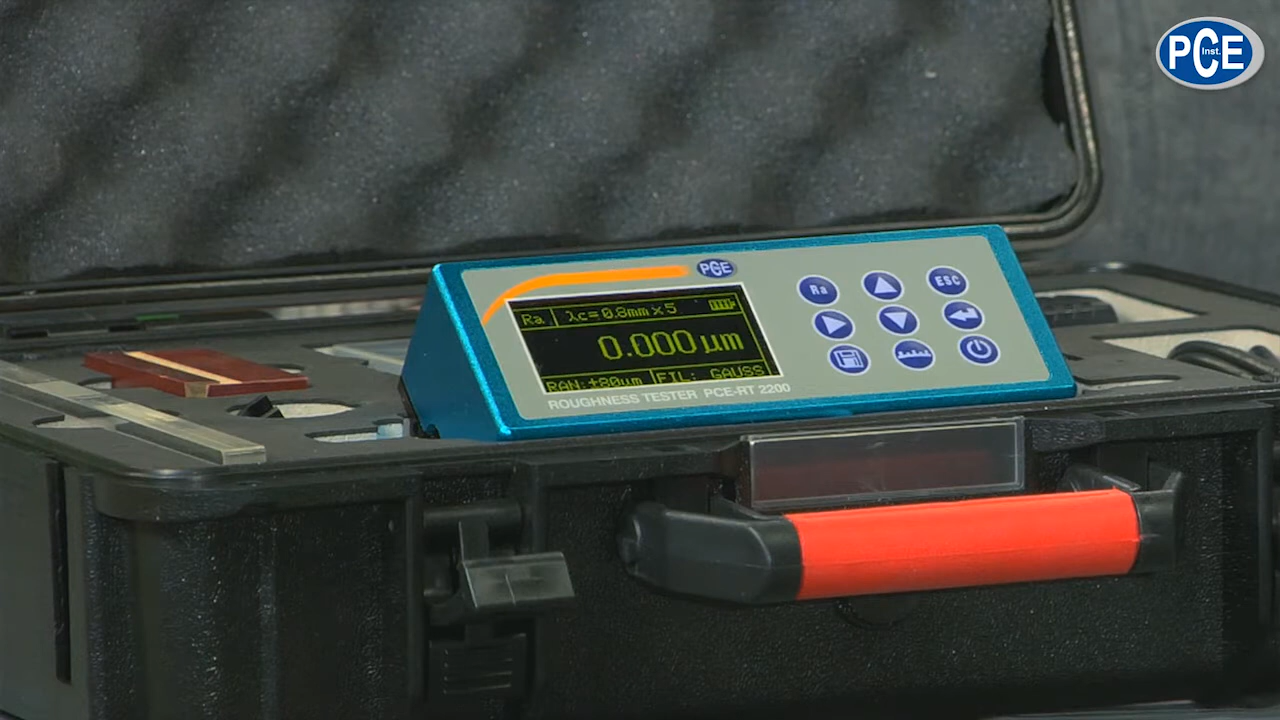 PCE
Inst.
PCE
Ra λc=0.8mm×5
0.000µm
RAN:±80µm FIL: GAUSS
ROUGHNESS TESTER PCE-RT 2200
Ra
ESC